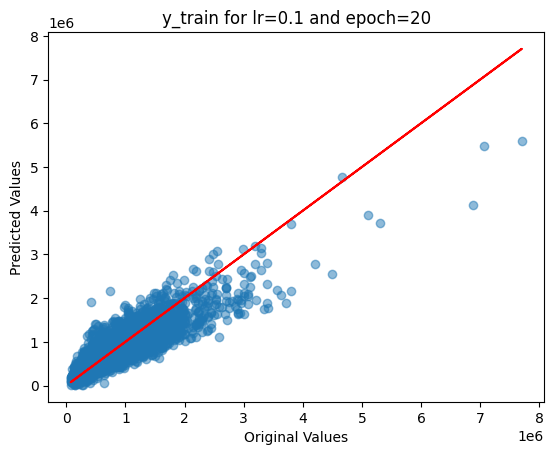 y_train for lr=0.1 and epoch=20
1e6
8
7
6
5
4
3
2
1
0
Predicted Values
0 1 2 3 4 5 6 7 8
1e6
Original Values